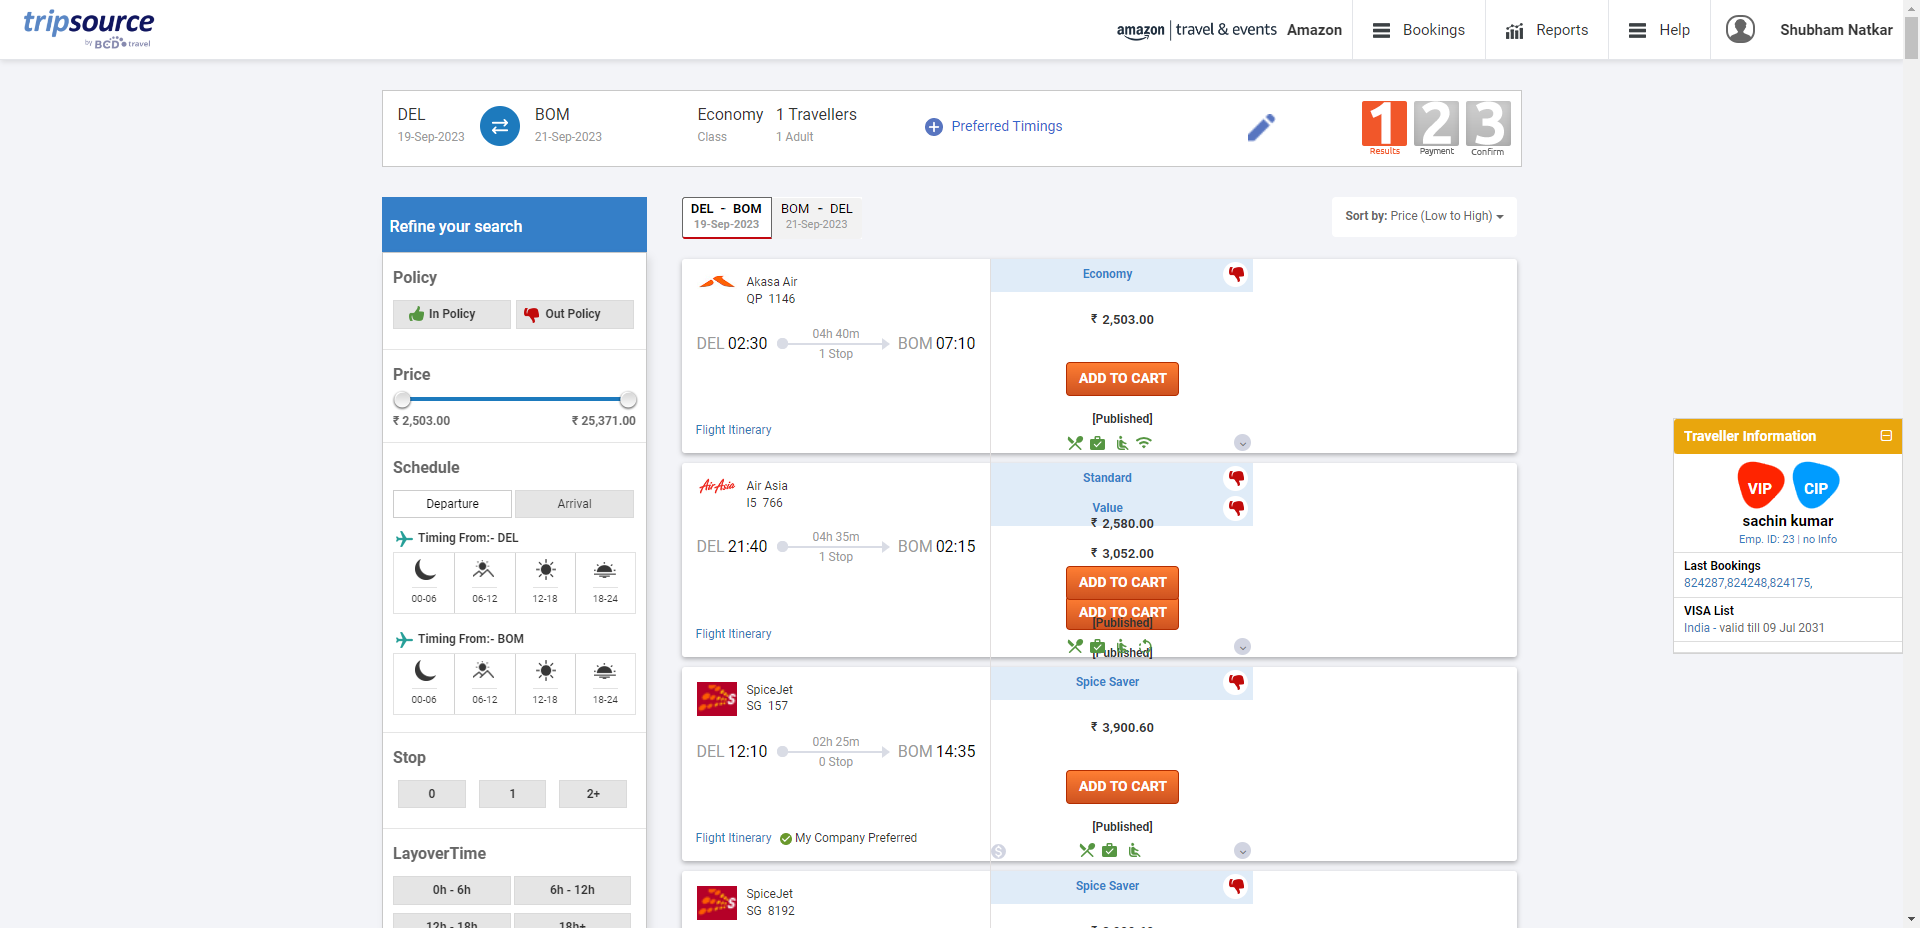 tripsource
by BCD travel
amazon | travel & events Amazon
Bookings
Reports
Help
Shubham Natkar
DEL
19-Sep-2023
BOM
21-Sep-2023
Economy
Class
1 Travellers
1 Adult
Preferred Timings
1
Results
2
Payment
3
Confirm
Refine your search
Policy
In Policy
Out Policy
Price
₹ 2,503.00
₹ 25,371.00
Schedule
Departure
Arrival
Timing From:- DEL
00-06
06-12
12-18
18-24
Timing From:- BOM
00-06
06-12
12-18
18-24
Stop
0
1
2+
LayoverTime
0h - 6h
6h - 12h
12h - 18h
18h+
DEL - BOM
19-Sep-2023
BOM - DEL
21-Sep-2023
Sort by: Price (Low to High)
Akasa Air
QP 1146
DEL 02:30
04h 40m
1 Stop
BOM 07:10
Flight Itinerary
Economy
₹ 2,503.00
ADD TO CART
[Published]
AirAsia
Air Asia
I5 766
DEL 21:40
04h 35m
1 Stop
BOM 02:15
Flight Itinerary
Standard
Value
₹ 2,580.00
₹ 3,052.00
ADD TO CART
ADD TO CART
[Published]
[Published]
SpiceJet
SG 157
DEL 12:10
02h 25m
0 Stop
BOM 14:35
Flight Itinerary
My Company Preferred
Spice Saver
₹ 3,900.60
ADD TO CART
[Published]
SpiceJet
SG 8192
Spice Saver
Traveller Information
VIP
CIP
sachin kumar
Emp. ID: 23 | no Info
Last Bookings
824287,824248,824175,
VISA List
India - valid till 09 Jul 2031